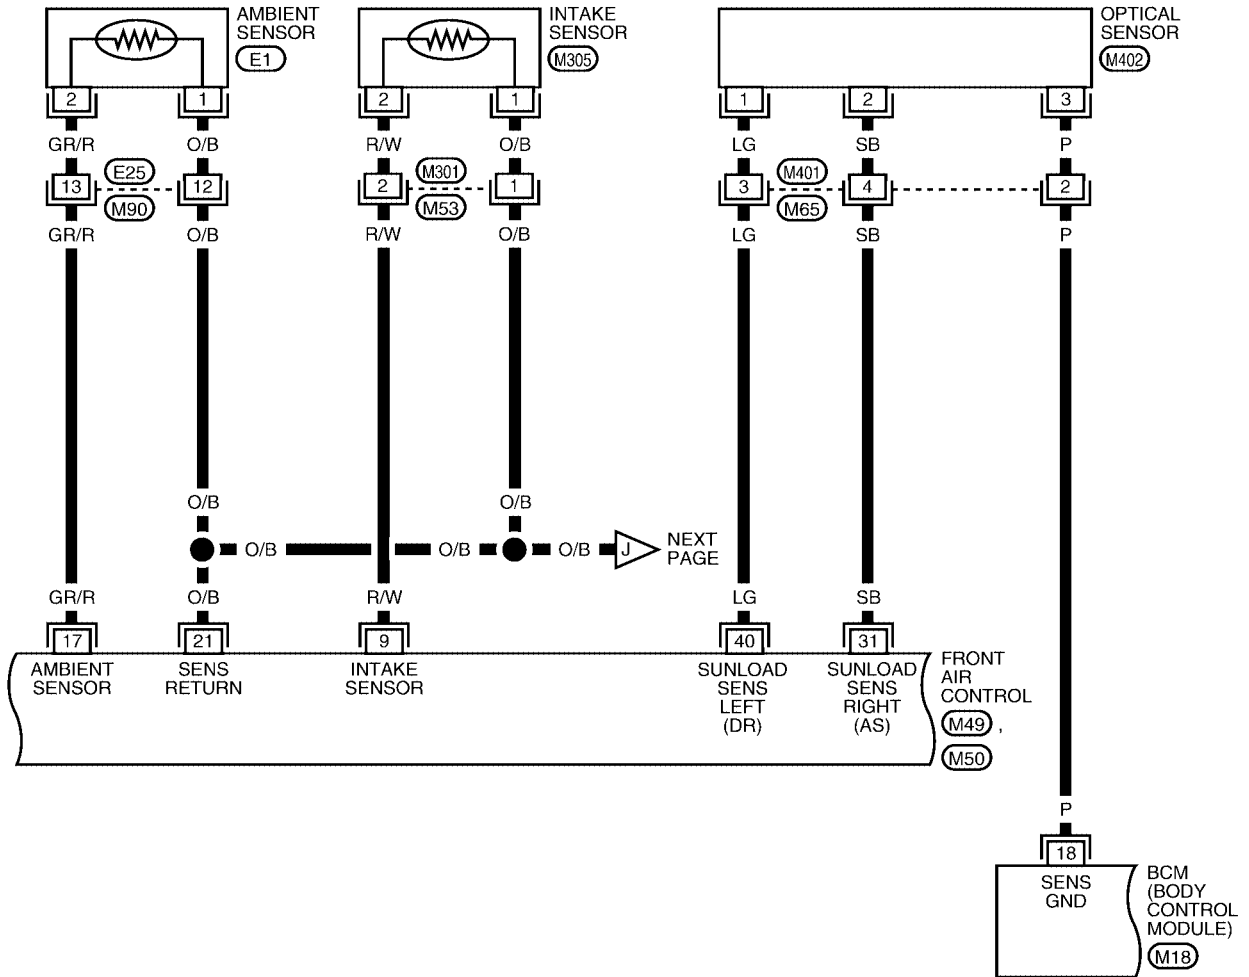 AMBIENT
SENSOR
E1
INTAKE
SENSOR
M305
OPTICAL
SENSOR
M402
2
1
2
1
1
2
3
GR/R
O/B
R/W
O/B
LG
SB
P
13
E25
M90
12
2
M301
M53
1
3
M401
M65
4
2
GR/R
O/B
R/W
O/B
LG
SB
P
O/B
O/B
O/B
O/B
O/B
J
NEXT
PAGE
GR/R
O/B
R/W
LG
SB
17
21
9
40
31
AMBIENT
SENSOR
SENS
RETURN
INTAKE
SENSOR
SUNLOAD
SENS
LEFT
(DR)
SUNLOAD
SENS
RIGHT
(AS)
FRONT
AIR
CONTROL
M49 ,
M50
P
18
SENS
GND
BCM
(BODY
CONTROL
MODULE)
M18